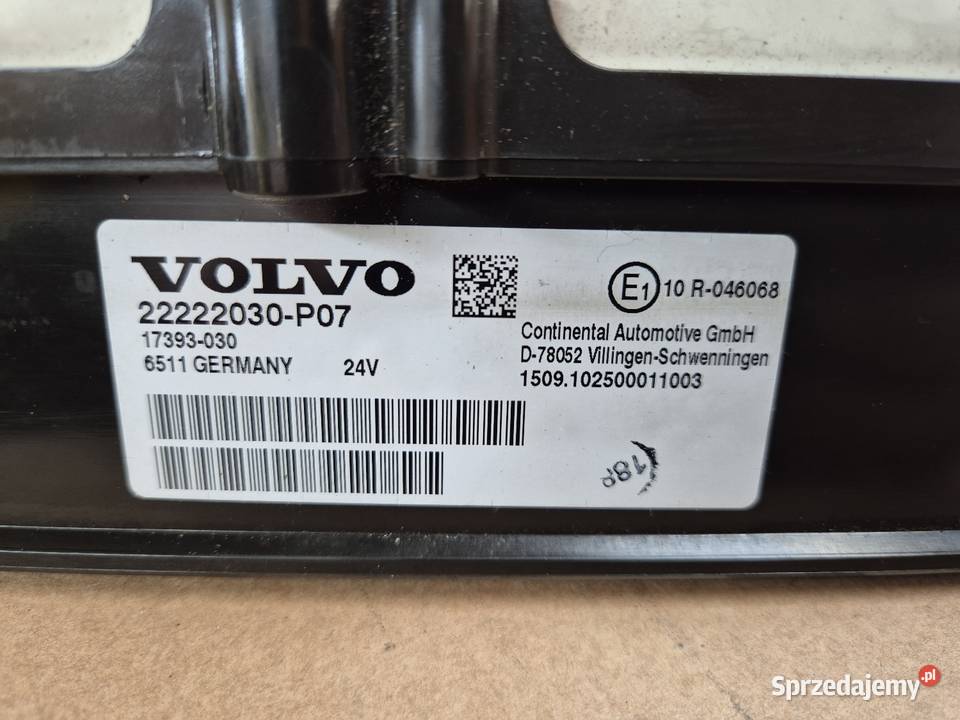 VOLVO
22222030-P07
17393-030
6511 GERMANY 24V
E1 10 R-046068
Continental Automotive GmbH
D-78052 Villingen-Schwenningen
1509.102500011003
Sprzedajemy.pl